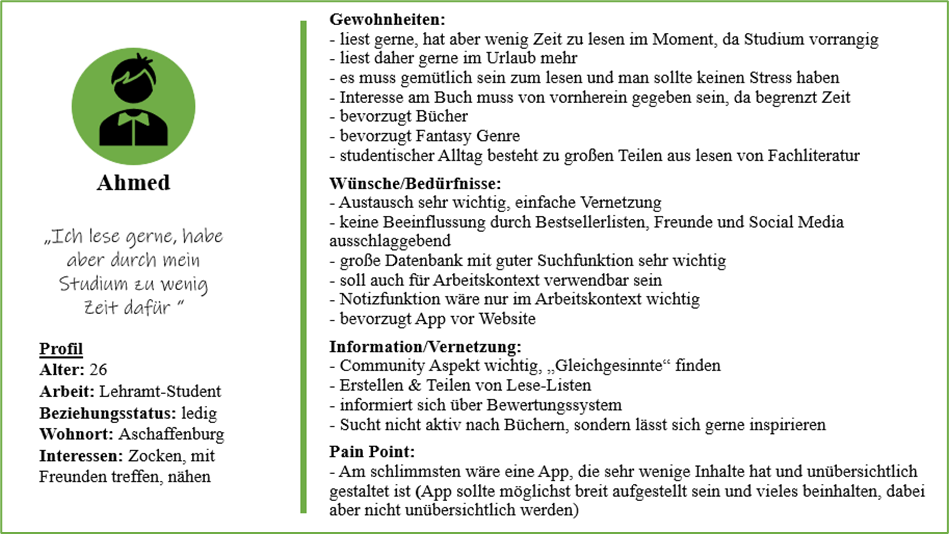 Ahmed
„Ich lese gerne, habe
aber durch mein
Studium zu wenig
Zeit dafür “
Profil
Alter: 26
Arbeit: Lehramt-Student
Beziehungsstatus: ledig
Wohnort: Aschaffenburg
Interessen: Zocken, mit
Freunden treffen, nähen
Gewohnheiten:
- liest gerne, hat aber wenig Zeit zu lesen im Moment, da Studium vorrangig
- liest daher gerne im Urlaub mehr
- es muss gemütlich sein zum lesen und man sollte keinen Stress haben
- Interesse am Buch muss von vornherein gegeben sein, da begrenzt Zeit
- bevorzugt Bücher
- bevorzugt Fantasy Genre
- studentischer Alltag besteht zu großen Teilen aus lesen von Fachliteratur
Wünsche/Bedürfnisse:
- Austausch sehr wichtig, einfache Vernetzung
- keine Beeinflussung durch Bestsellerlisten, Freunde und Social Media
ausschlaggebend
- große Datenbank mit guter Suchfunktion sehr wichtig
- soll auch für Arbeitskontext verwendbar sein
- Notizfunktion wäre nur im Arbeitskontext wichtig
- bevorzugt App vor Website
Information/Vernetzung:
- Community Aspekt wichtig, „Gleichgesinnte“ finden
- Erstellen & Teilen von Lese-Listen
- informiert sich über Bewertungssystem
- Sucht nicht aktiv nach Büchern, sondern lässt sich gerne inspirieren
Pain Point:
- Am schlimmsten wäre eine App, die sehr wenige Inhalte hat und unübersichtlich
gestaltet ist (App sollte möglichst breit aufgestellt sein und vieles beinhalten, dabei
aber nicht unübersichtlich werden)